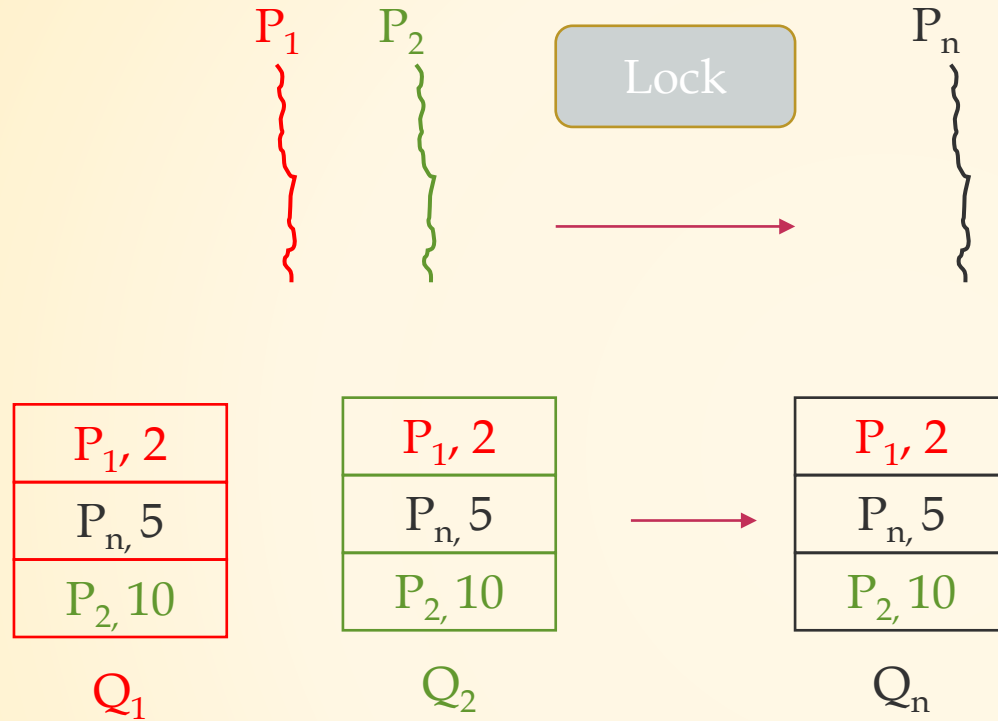 P₁ P₂ Lock Pₙ
P₁, 2 P₁, 2 P₁, 2
Pₙ, 5 Pₙ, 5 Pₙ, 5
P₂, 10 P₂, 10 P₂, 10
Q₁ Q₂ Qₙ